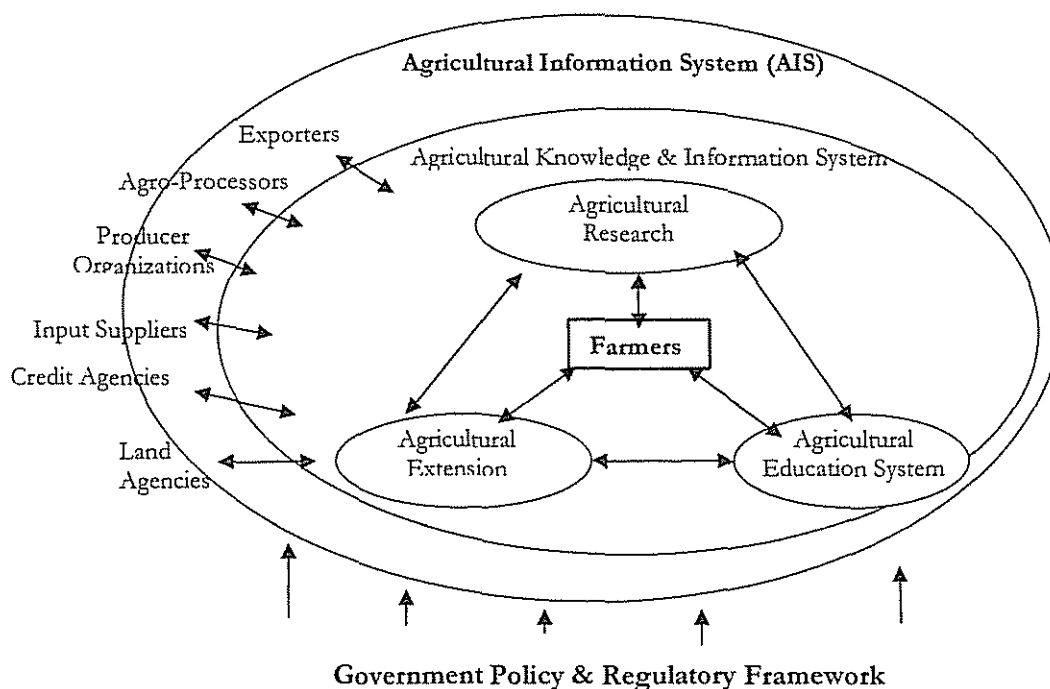 Agricultural Information System (AIS)
Exporters
Agricultural Knowledge & Information System
Agro-Processors
Agricultural
Research
Producer
Organizations
Input Suppliers
Farmers
Credit Agencies
Land
Agencies
Agricultural
Extension
Agricultural
Education System
Government Policy & Regulatory Framework